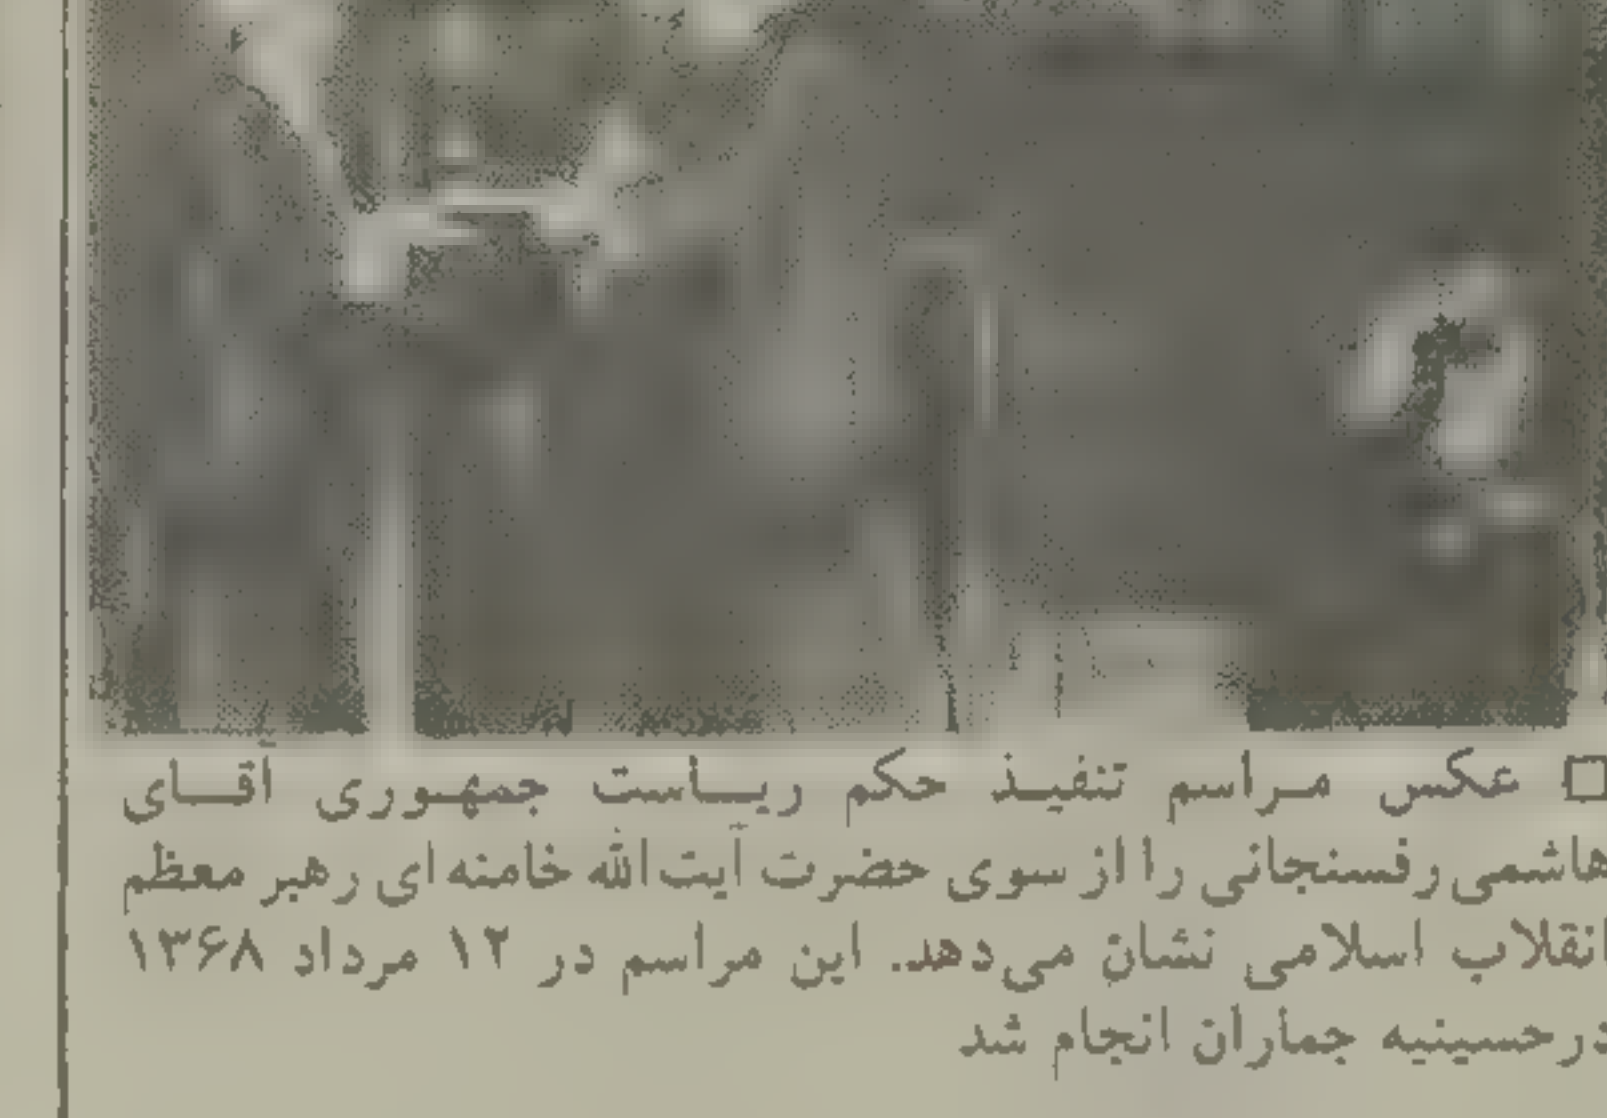 □ عکس مراسم تنفیذ حکم ریاست جمهوری آقای
هاشمی رفسنجانی را از سوی حضرت آیت‌الله خامنه‌ای رهبر معظم
انقلاب اسلامی نشان می‌دهد. این مراسم در ۱۲ مرداد ۱۳۶۸
درحسینیه جماران انجام شد